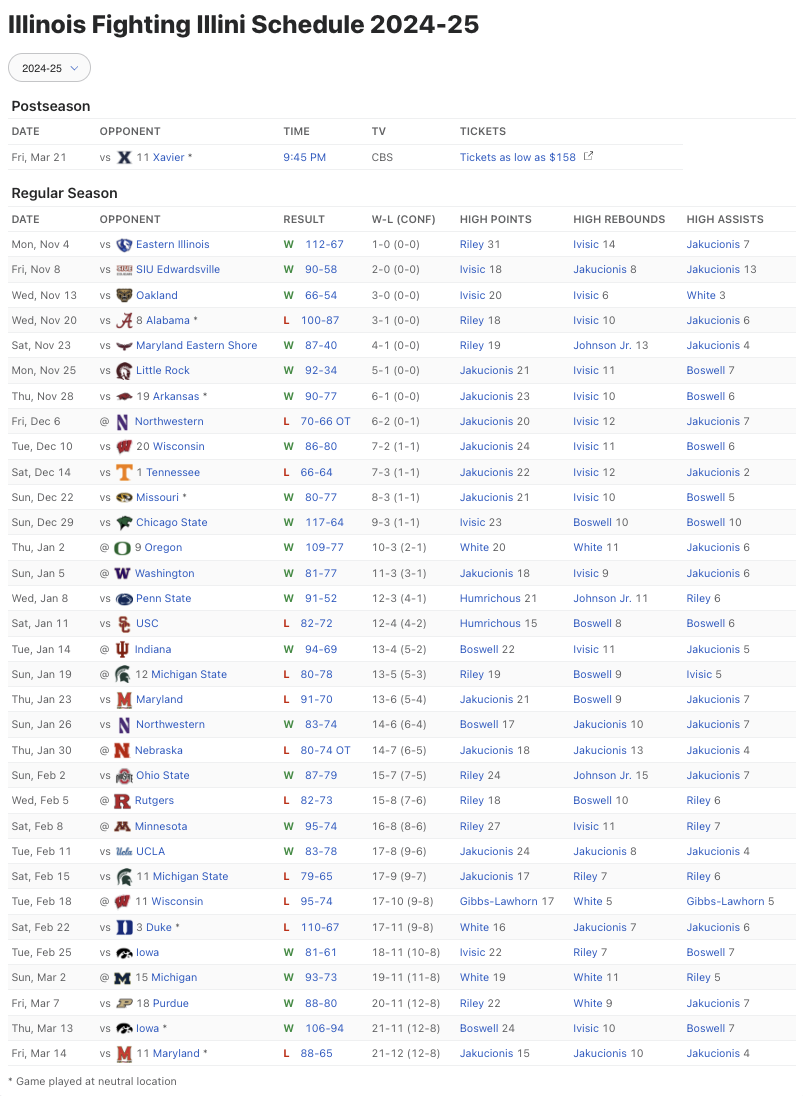 Illinois Fighting Illini Schedule 2024-25
2024-25
Postseason
DATE OPPONENT TIME TV TICKETS
Fri, Mar 21 vs 11 Xavier * 9:45 PM CBS Tickets as low as $158
Regular Season
DATE OPPONENT RESULT W-L (CONF) HIGH POINTS HIGH REBOUNDS HIGH ASSISTS
Mon, Nov 4 vs Eastern Illinois W 112-67 1-0 (0-0) Riley 31 Ivisic 14 Jakucionis 7
Fri, Nov 8 vs SIU Edwardsville W 90-58 2-0 (0-0) Ivisic 18 Jakucionis 8 Jakucionis 13
Wed, Nov 13 vs Oakland W 66-54 3-0 (0-0) Ivisic 20 Ivisic 6 White 3
Wed, Nov 20 vs 8 Alabama * L 100-87 3-1 (0-0) Riley 18 Ivisic 10 Jakucionis 6
Sat, Nov 23 vs Maryland Eastern Shore W 87-40 4-1 (0-0) Riley 19 Johnson Jr. 13 Jakucionis 4
Mon, Nov 25 vs Little Rock W 92-34 5-1 (0-0) Jakucionis 21 Ivisic 11 Boswell 7
Thu, Nov 28 vs 19 Arkansas * W 90-77 6-1 (0-0) Jakucionis 23 Ivisic 10 Boswell 6
Fri, Dec 6 @ Northwestern L 70-66 OT 6-2 (0-1) Jakucionis 20 Ivisic 12 Jakucionis 7
Tue, Dec 10 vs 20 Wisconsin W 86-80 7-2 (1-1) Jakucionis 24 Ivisic 11 Boswell 6
Sat, Dec 14 vs 1 Tennessee L 66-64 7-3 (1-1) Jakucionis 22 Ivisic 12 Jakucionis 2
Sun, Dec 22 vs Missouri * W 80-77 8-3 (1-1) Jakucionis 21 Ivisic 10 Boswell 5
Sun, Dec 29 vs Chicago State W 117-64 9-3 (1-1) Ivisic 23 Boswell 10 Boswell 10
Thu, Jan 2 @ 9 Oregon W 109-77 10-3 (2-1) White 20 White 11 Jakucionis 6
Sun, Jan 5 @ Washington W 81-77 11-3 (3-1) Jakucionis 18 Ivisic 9 Jakucionis 6
Wed, Jan 8 vs Penn State W 91-52 12-3 (4-1) Humrichous 21 Johnson Jr. 11 Riley 6
Sat, Jan 11 vs USC L 82-72 12-4 (4-2) Humrichous 15 Boswell 8 Boswell 6
Tue, Jan 14 @ Indiana W 94-69 13-4 (5-2) Boswell 22 Ivisic 11 Jakucionis 5
Sun, Jan 19 @ 12 Michigan State L 80-78 13-5 (5-3) Riley 19 Boswell 9 Ivisic 5
Thu, Jan 23 vs Maryland L 91-70 13-6 (5-4) Jakucionis 21 Boswell 9 Jakucionis 7
Sun, Jan 26 vs Northwestern W 83-74 14-6 (6-4) Boswell 17 Jakucionis 10 Jakucionis 7
Thu, Jan 30 @ Nebraska L 80-74 OT 14-7 (6-5) Jakucionis 18 Jakucionis 13 Jakucionis 4
Sun, Feb 2 vs Ohio State W 87-79 15-7 (7-5) Riley 24 Johnson Jr. 15 Jakucionis 7
Wed, Feb 5 @ Rutgers L 82-73 15-8 (7-6) Riley 18 Boswell 10 Riley 6
Sat, Feb 8 @ Minnesota W 95-74 16-8 (8-6) Riley 27 Ivisic 11 Riley 7
Tue, Feb 11 vs UCLA W 83-78 17-8 (9-6) Jakucionis 24 Jakucionis 8 Jakucionis 4
Sat, Feb 15 vs 11 Michigan State L 79-65 17-9 (9-7) Jakucionis 17 Riley 7 Riley 6
Tue, Feb 18 @ 11 Wisconsin L 95-74 17-10 (9-8) Gibbs-Lawhorn 17 White 5 Gibbs-Lawhorn 5
Sat, Feb 22 vs 3 Duke * L 110-67 17-11 (9-8) White 16 Jakucionis 7 Jakucionis 6
Tue, Feb 25 vs Iowa W 81-61 18-11 (10-8) Ivisic 22 Riley 7 Boswell 7
Sun, Mar 2 @ 15 Michigan W 93-73 19-11 (11-8) White 19 White 11 Riley 5
Fri, Mar 7 vs 18 Purdue W 88-80 20-11 (12-8) Riley 22 White 9 Jakucionis 7
Thu, Mar 13 vs Iowa * W 106-94 21-11 (12-8) Boswell 24 Ivisic 10 Boswell 7
Fri, Mar 14 vs 11 Maryland * L 88-65 21-12 (12-8) Jakucionis 15 Jakucionis 10 Jakucionis 4
* Game played at neutral location